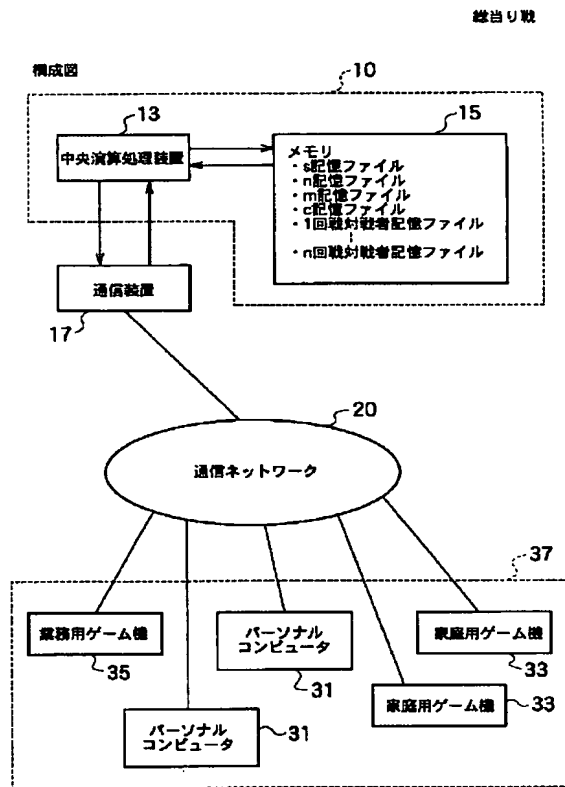 総当り戦
構成図
10
13
15
中央演算処理装置
メモリ
・s記憶ファイル
・n記憶ファイル
・m記憶ファイル
・c記憶ファイル
・1回戦対戦者記憶ファイル
・n回戦対戦者記憶ファイル
通信装置
17
20
通信ネットワーク
37
業務用ゲーム機
35
パーソナル
コンピュータ
31
家庭用ゲーム機
33
家庭用ゲーム機
33
パーソナル
コンピュータ
31